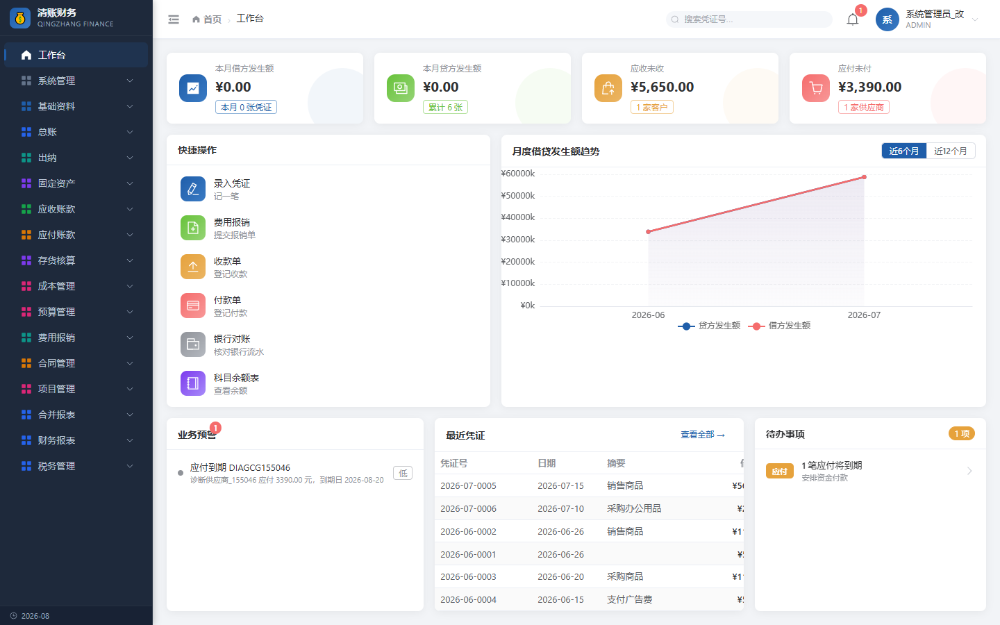 清账财务
QINGZHANG FINANCE
工作台
系统管理
基础资料
总账
出纳
固定资产
应收账款
应付账款
存货核算
成本管理
预算管理
费用报销
合同管理
项目管理
合并报表
财务报表
税务管理
2026-08
首页
工作台
搜索凭证号...
1
系
系统管理员_改
ADMIN
本月借方发生额
¥0.00
本月 0 张凭证
本月贷方发生额
¥0.00
累计 6 张
应收未收
¥5,650.00
1 家客户
应付未付
¥3,390.00
1 家供应商
快捷操作
录入凭证
记一笔
费用报销
提交报销单
收款单
登记收款
付款单
登记付款
银行对账
核对银行流水
科目余额表
查看余额
月度借贷发生额趋势
近6个月 近12个月
¥60000k
¥50000k
¥40000k
¥30000k
¥20000k
¥10000k
¥0k
2026-06 2026-07
贷方发生额 借方发生额
业务预警
1
应付到期 DIAGCG155046
诊断供应商_155046 应付 3390.00 元，到期日 2026-08-20
低
最近凭证
查看全部 →
凭证号 日期 摘要
2026-07-0005 2026-07-15 销售商品
2026-07-0006 2026-07-10 采购办公用品
2026-06-0002 2026-06-26 销售商品
2026-06-0001 2026-06-26
2026-06-0003 2026-06-20 采购商品
2026-06-0004 2026-06-15 支付广告费
待办事项
1 项
应付
1 笔应付将到期
安排资金付款